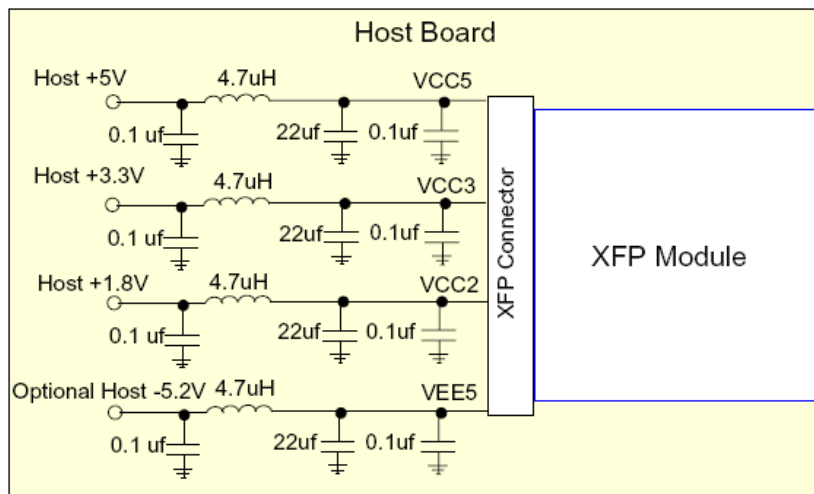 Host Board
Host +5V
4.7uH
VCC5
0.1 uf
22uf
0.1uf
Host +3.3V
4.7uH
VCC3
0.1 uf
22uf
0.1uf
Host +1.8V
4.7uH
VCC2
0.1 uf
22uf
0.1uf
Optional Host -5.2V
4.7uH
VEE5
0.1 uf
22uf
0.1uf
XFP Connector
XFP Module